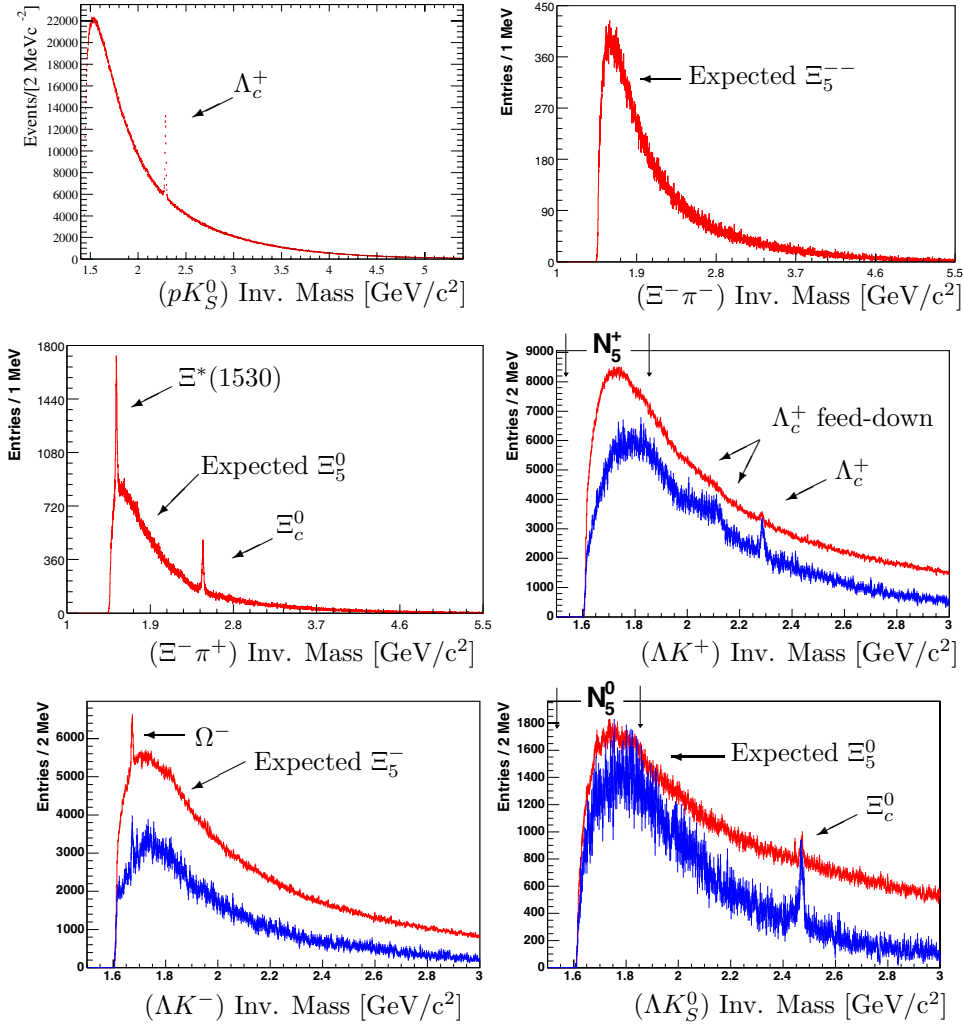 Events/[2 MeVc⁻²]
22000
20000
18000
16000
14000
12000
10000
8000
6000
4000
2000
0
Λc⁺
1.5 2 2.5 3 3.5 4 4.5 5
(pK_S⁰) Inv. Mass [GeV/c²]
Entries / 1 MeV
450
360
270
180
90
0
Expected Ξ₅⁻⁻
1 1.9 2.8 3.7 4.6 5.5
(Ξ⁻π⁻) Inv. Mass [GeV/c²]
Entries / 1 MeV
1800
1440
1080
720
360
0
Ξ*(1530)
Expected Ξ₅⁰
Ξc⁰
1 1.9 2.8 3.7 4.6 5.5
(Ξ⁻π⁺) Inv. Mass [GeV/c²]
N₅⁺
Entries / 2 MeV
9000
8000
7000
6000
5000
4000
3000
2000
1000
0
Λc⁺ feed-down
Λc⁺
1.6 1.8 2 2.2 2.4 2.6 2.8 3
(ΛK⁺) Inv. Mass [GeV/c²]
Entries / 2 MeV
6000
5000
4000
3000
2000
1000
0
Ω⁻
Expected Ξ₅⁻
1.6 1.8 2 2.2 2.4 2.6 2.8 3
(ΛK⁻) Inv. Mass [GeV/c²]
N₅⁰
Entries / 2 MeV
1800
1600
1400
1200
1000
800
600
400
200
0
Expected Ξ₅⁰
Ξc⁰
1.6 1.8 2 2.2 2.4 2.6 2.8 3
(ΛK_S⁰) Inv. Mass [GeV/c²]